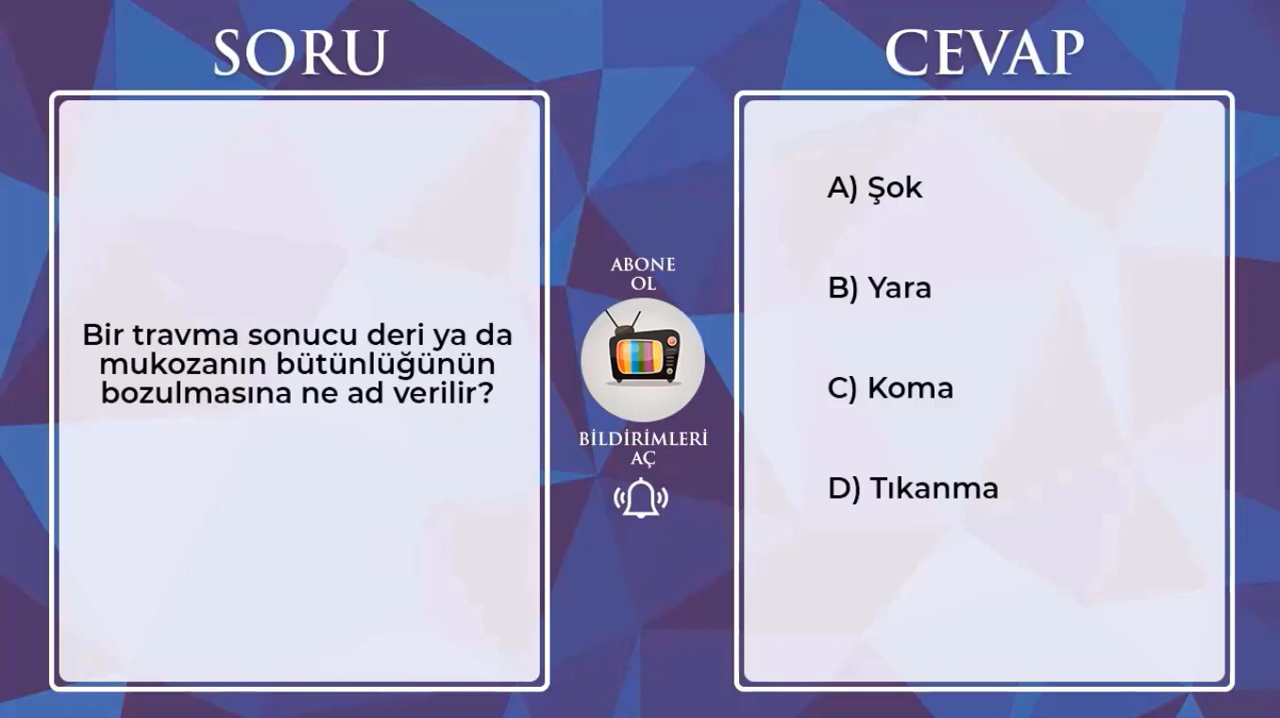 SORU
Bir travma sonucu deri ya da
mukozanın bütünlüğünün
bozulmasına ne ad verilir?
ABONE
OL
BİLDİRİMLERİ
AÇ
CEVAP
A) Şok
B) Yara
C) Koma
D) Tıkanma